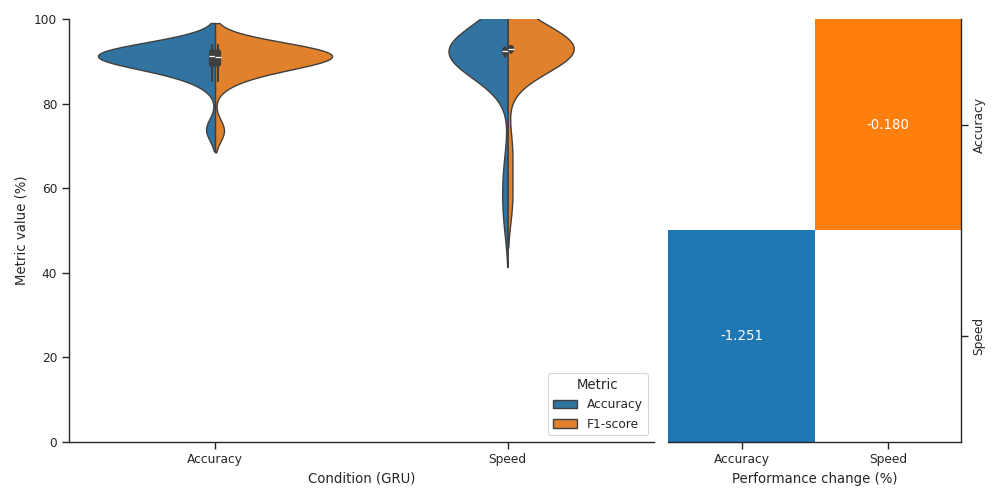 100
80
60
40
20
0
Metric value (%)
Accuracy
Speed
Condition (GRU)
Metric
Accuracy
F1-score
-0.180
-1.251
Accuracy
Speed
Accuracy
Speed
Performance change (%)